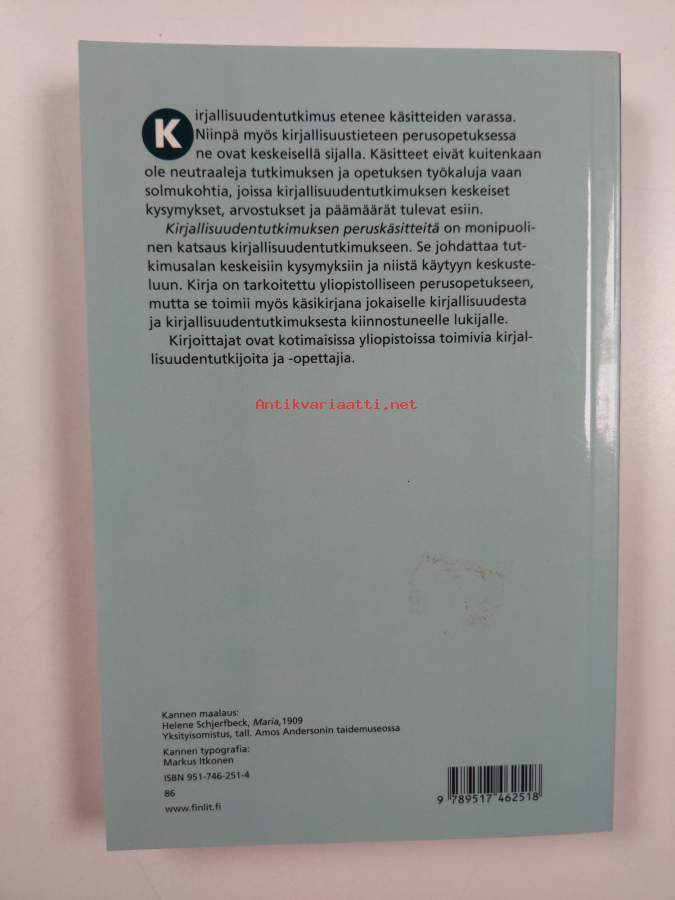 Kirjallisuudentutkimus etenee käsitteiden varassa.
Niinpä myös kirjallisuustieteen perusopetuksessa
ne ovat keskeisellä sijalla. Käsitteet eivät kuitenkaan
ole neutraaleja tutkimuksen ja opetuksen työkaluja vaan
solmukohtia, joissa kirjallisuudentutkimuksen keskeiset
kysymykset, arvostukset ja päämäärät tulevat esiin.
Kirjallisuudentutkimuksen peruskäsitteitä on monipuoli-
nen katsaus kirjallisuudentutkimukseen. Se johdattaa tut-
kimusalan keskeisiin kysymyksiin ja niistä käytyyn keskuste-
luun. Kirja on tarkoitettu yliopistolliseen perusopetukseen,
mutta se toimii myös käsikirjana jokaiselle kirjallisuudesta
ja kirjallisuudentutkimuksesta kiinnostuneelle lukijalle.
Kirjoittajat ovat kotimaisissa yliopistoissa toimivia kirjal-
lisuudentutkijoita ja -opettajia.
Antikvariaatti.net
Kannen maalaus:
Helene Schjerfbeck, Maria,1909
Yksityisomistus, tall. Amos Andersonin taidemuseossa
Kannen typografia:
Markus Itkonen
ISBN 951-746-251-4
86
www.finlit.fi
9 789517 462518